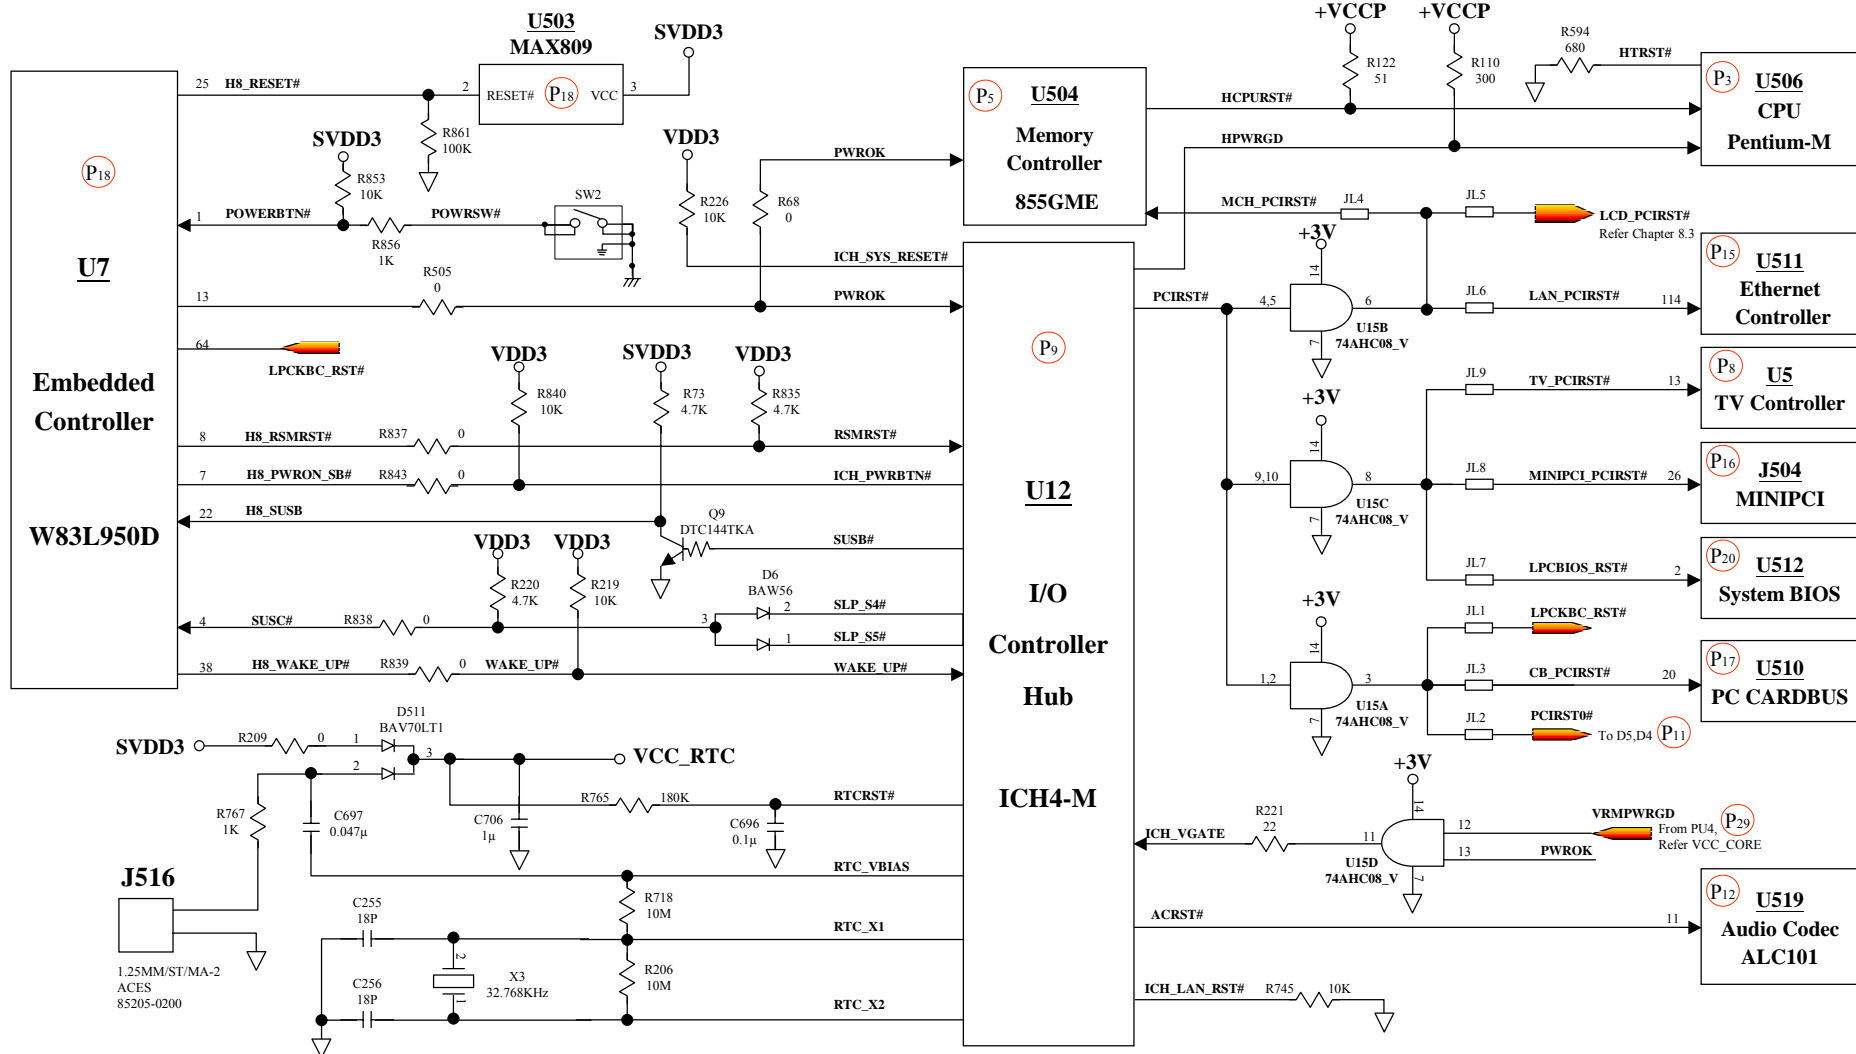 U503
MAX809
SVDD3
25
H8_RESET#
2
RESET#
P18
VCC
3
R861
100K
P18
SVDD3
R853
10K
1
POWERBTN#
POWRSW#
R856
1K
SW2
U7
13
R505
0
64
LPCKBC_RST#
Embedded
Controller
W83L950D
VDD3
R226
10K
R68
0
PWROK
ICH_SYS_RESET#
PWROK
VDD3
R840
10K
SVDD3
R73
4.7K
VDD3
R835
4.7K
8
H8_RSMRST#
R837
0
RSMRST#
7
H8_PWRON_SB#
R843
0
ICH_PWRBTN#
22
H8_SUSB
Q9
DTC144TKA
SUSB#
VDD3
R220
4.7K
VDD3
R219
10K
D6
BAW56
3
2
SLP_S4#
1
SLP_S5#
4
SUSC#
R838
0
38
H8_WAKE_UP#
R839
0
WAKE_UP#
WAKE_UP#
SVDD3
R209
0
D511
BAV70LT1
1
2
3
VCC_RTC
R767
1K
C697
0.047µ
C706
1µ
R765
180K
RTCRST#
C696
0.1µ
RTC_VBIAS
J516
1.25MM/ST/MA-2
ACES
85205-0200
C255
18P
R718
10M
RTC_X1
2
1
X3
32.768KHz
R206
10M
C256
18P
RTC_X2
P5
U504
Memory
Controller
855GME
P9
U12
I/O
Controller
Hub
ICH4-M
+VCCP
R122
51
+VCCP
R110
300
R594
680
HTRST#
HCPURST#
HPWRGD
P3
U506
CPU
Pentium-M
MCH_PCIRST#
JL4
JL5
LCD_PCIRST#
Refer Chapter 8.3
+3V
14
PCIRST#
4,5
6
7
U15B
74AHC08_V
JL6
LAN_PCIRST#
114
P15
U511
Ethernet
Controller
+3V
14
9,10
8
7
U15C
74AHC08_V
JL9
TV_PCIRST#
13
P8
U5
TV Controller
JL8
MINIPCI_PCIRST#
26
P16
J504
MINIPCI
JL7
LPCBIOS_RST#
2
P20
U512
System BIOS
+3V
14
1,2
3
7
U15A
74AHC08_V
JL1
LPCKBC_RST#
JL3
CB_PCIRST#
20
P17
U510
PC CARDBUS
JL2
PCIRST0#
To D5,D4
P11
+3V
14
ICH_VGATE
R221
22
11
12
13
7
U15D
74AHC08_V
VRMPWRGD
From PU4,
Refer VCC_CORE
P29
PWROK
ACRST#
11
P12
U519
Audio Codec
ALC101
ICH_LAN_RST#
R745
10K